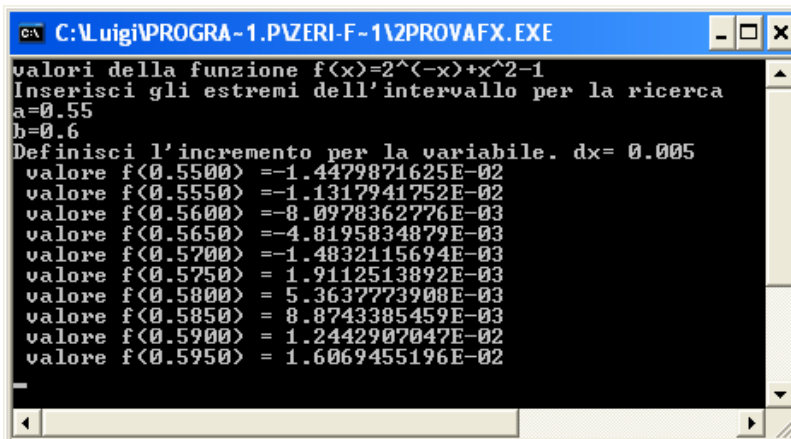 C:\Luigi\PROGRA~1.P\ZERI-F~1\2PROVAFX.EXE
valori della funzione f(x)=2^(-x)+x^2-1
Inserisci gli estremi dell'intervallo per la ricerca
a=0.55
b=0.6
Definisci l'incremento per la variabile. dx= 0.005
valore f(0.5500) =-1.4479871625E-02
valore f(0.5550) =-1.1317941752E-02
valore f(0.5600) =-8.0978362776E-03
valore f(0.5650) =-4.8195834879E-03
valore f(0.5700) =-1.4832115694E-03
valore f(0.5750) = 1.9112513892E-03
valore f(0.5800) = 5.3637773908E-03
valore f(0.5850) = 8.8743385459E-03
valore f(0.5900) = 1.2442907047E-02
valore f(0.5950) = 1.6069455196E-02